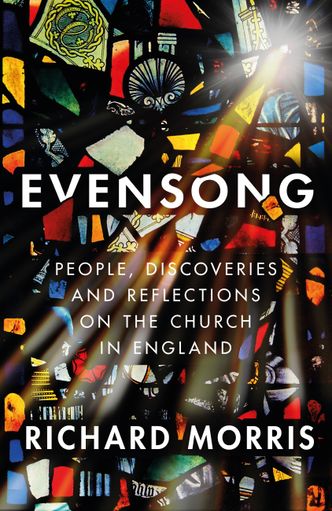 EVENSONG
PEOPLE, DISCOVERIES
AND REFLECTIONS
ON THE CHURCH
IN ENGLAND
RICHARD MORRIS